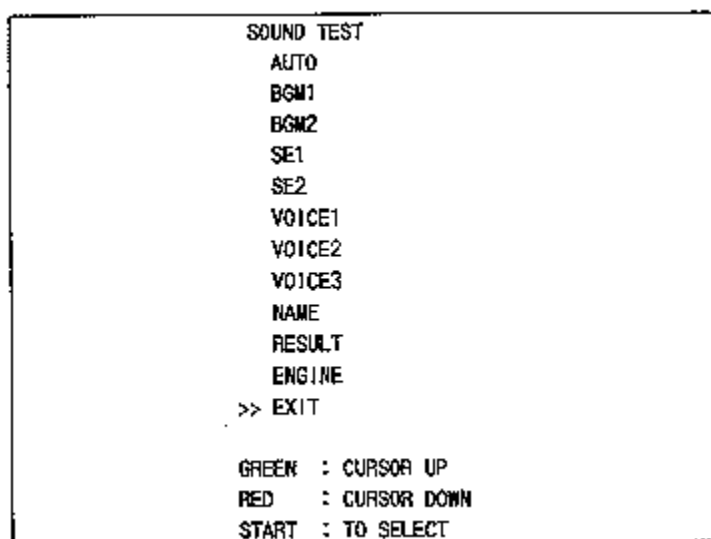 SOUND TEST
AUTO
BGM1
BGM2
SE1
SE2
VOICE1
VOICE2
VOICE3
NAME
RESULT
ENGINE
>> EXIT
GREEN : CURSOR UP
RED : CURSOR DOWN
START : TO SELECT